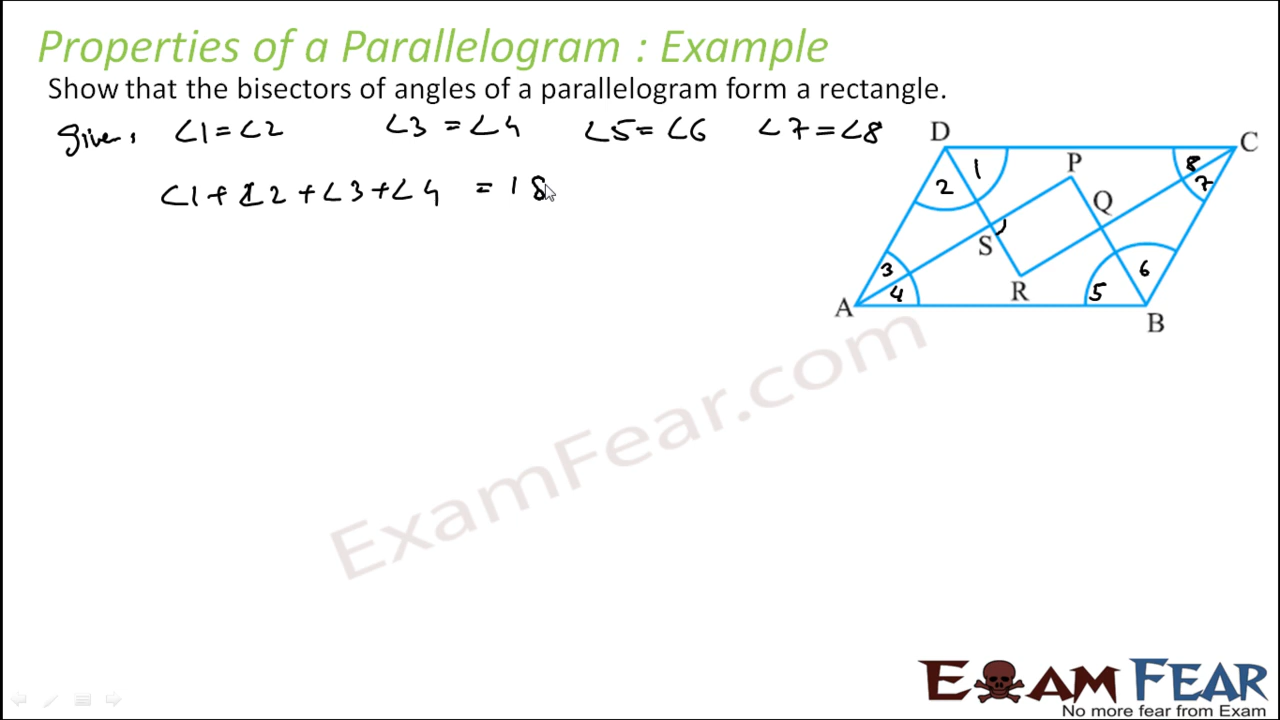 Properties of a Parallelogram : Example
Show that the bisectors of angles of a parallelogram form a rectangle.
Given, ∠1 = ∠2 ∠3 = ∠4 ∠5 = ∠6 ∠7 = ∠8
∠1 + ∠2 + ∠3 + ∠4 = 18
D
C
P
1
8
7
2
Q
S
3
6
4
R
5
A
B
ExamFear.com
EXAM FEAR
No more fear from Exam